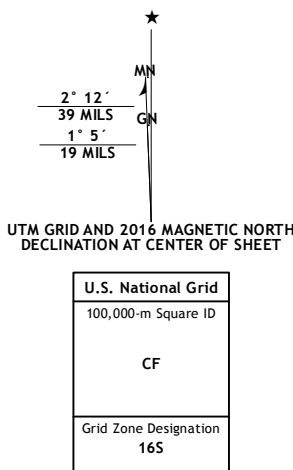 ★
MN
2° 12´
39 MILS
GN
1° 5´
19 MILS
UTM GRID AND 2016 MAGNETIC NORTH
DECLINATION AT CENTER OF SHEET
U.S. National Grid
100,000-m Square ID
CF
Grid Zone Designation
16S